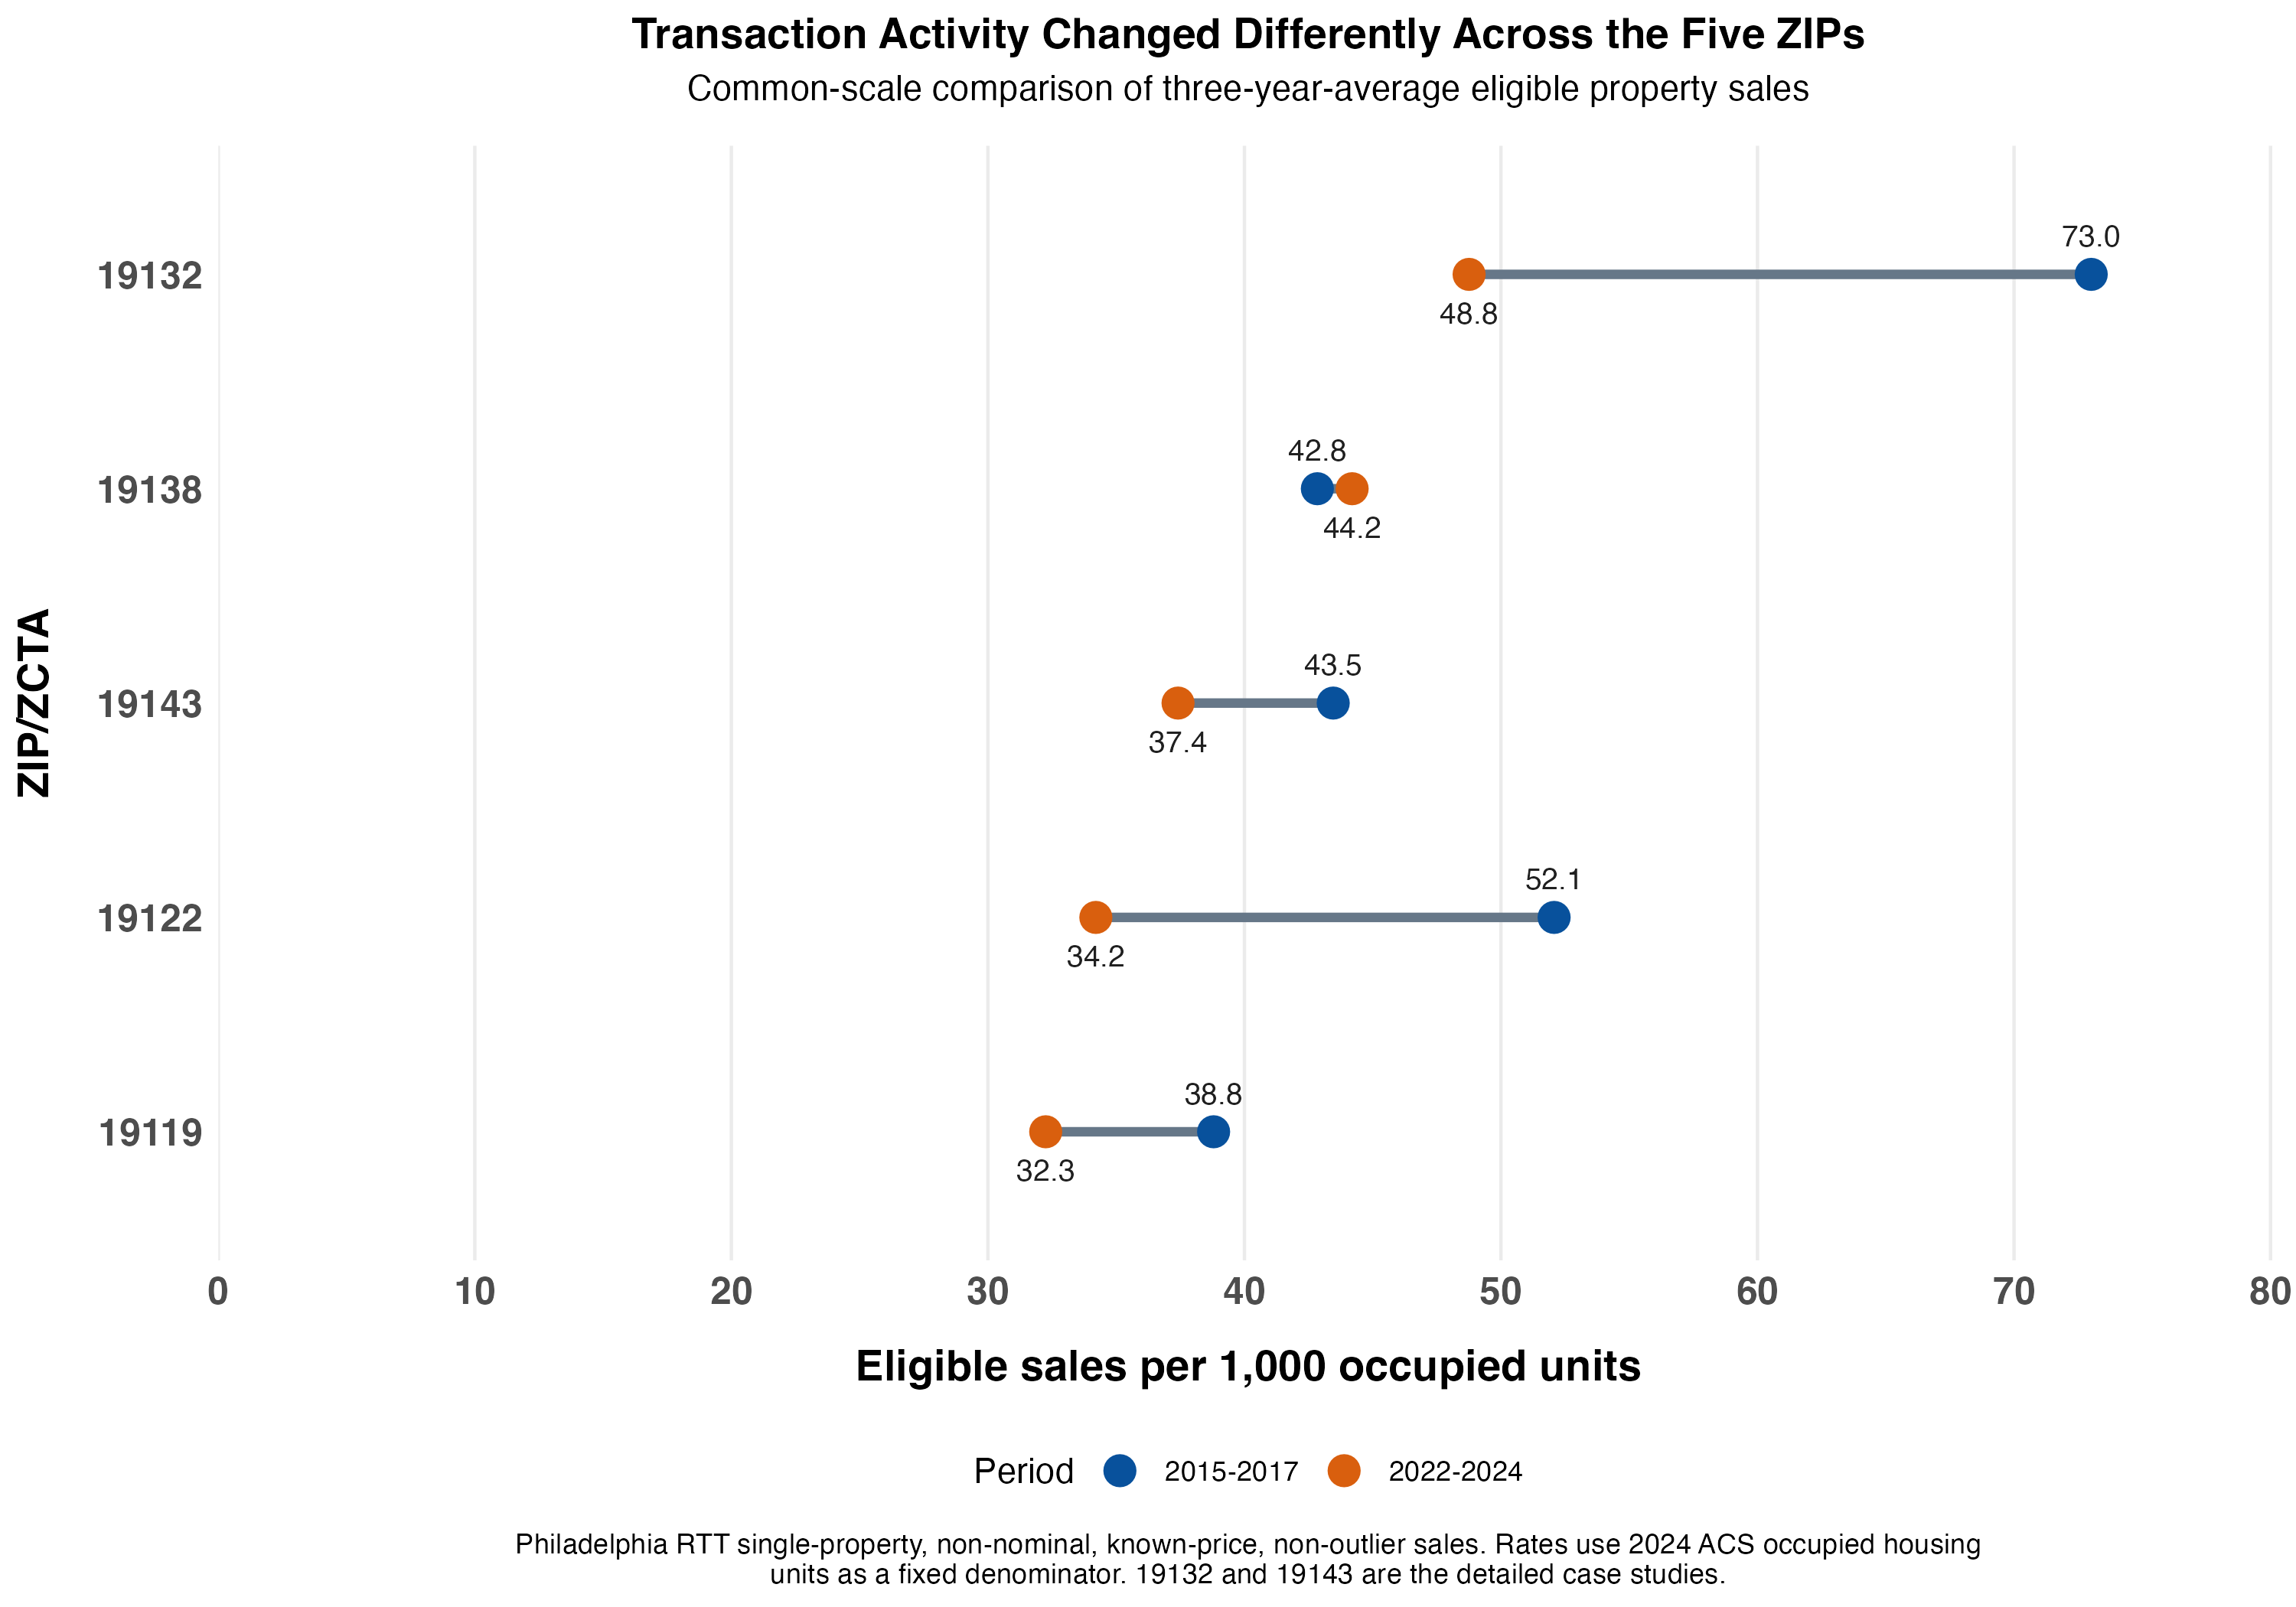 Transaction Activity Changed Differently Across the Five ZIPs
Common-scale comparison of three-year-average eligible property sales
ZIP/ZCTA
19132
73.0
48.8
19138
42.8
44.2
19143
43.5
37.4
19122
52.1
34.2
19119
38.8
32.3
0 10 20 30 40 50 60 70 80
Eligible sales per 1,000 occupied units
Period 2015-2017 2022-2024
Philadelphia RTT single-property, non-nominal, known-price, non-outlier sales. Rates use 2024 ACS occupied housing
units as a fixed denominator. 19132 and 19143 are the detailed case studies.